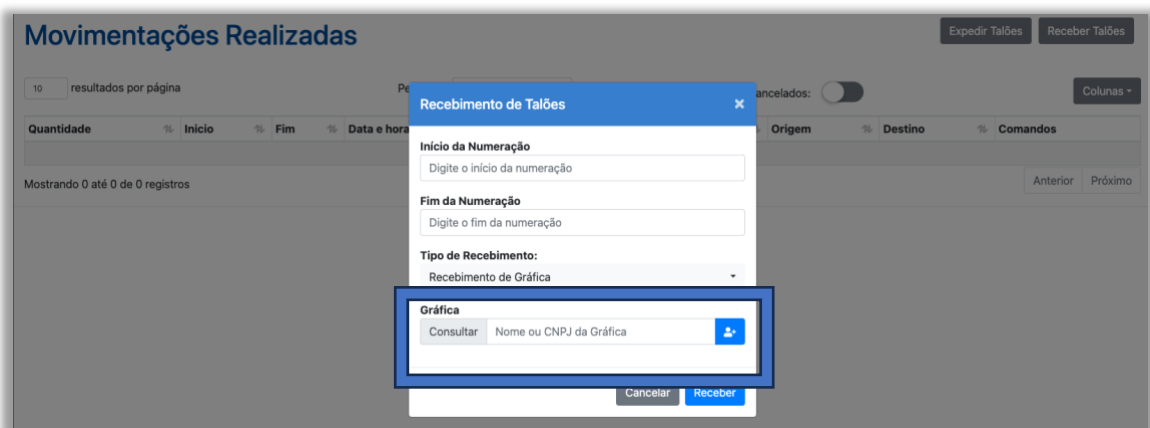 Movimentações Realizadas
Expedir Talões
Receber Talões
10 resultados por página
ancelados:
Colunas
Quantidade Inicio Fim Data e hora Origem Destino Comandos
Mostrando 0 até 0 de 0 registros
Anterior Próximo
Recebimento de Talões ×
Início da Numeração
Digite o início da numeração
Fim da Numeração
Digite o fim da numeração
Tipo de Recebimento:
Recebimento de Gráfica
Gráfica
Consultar Nome ou CNPJ da Gráfica
Cancelar Receber